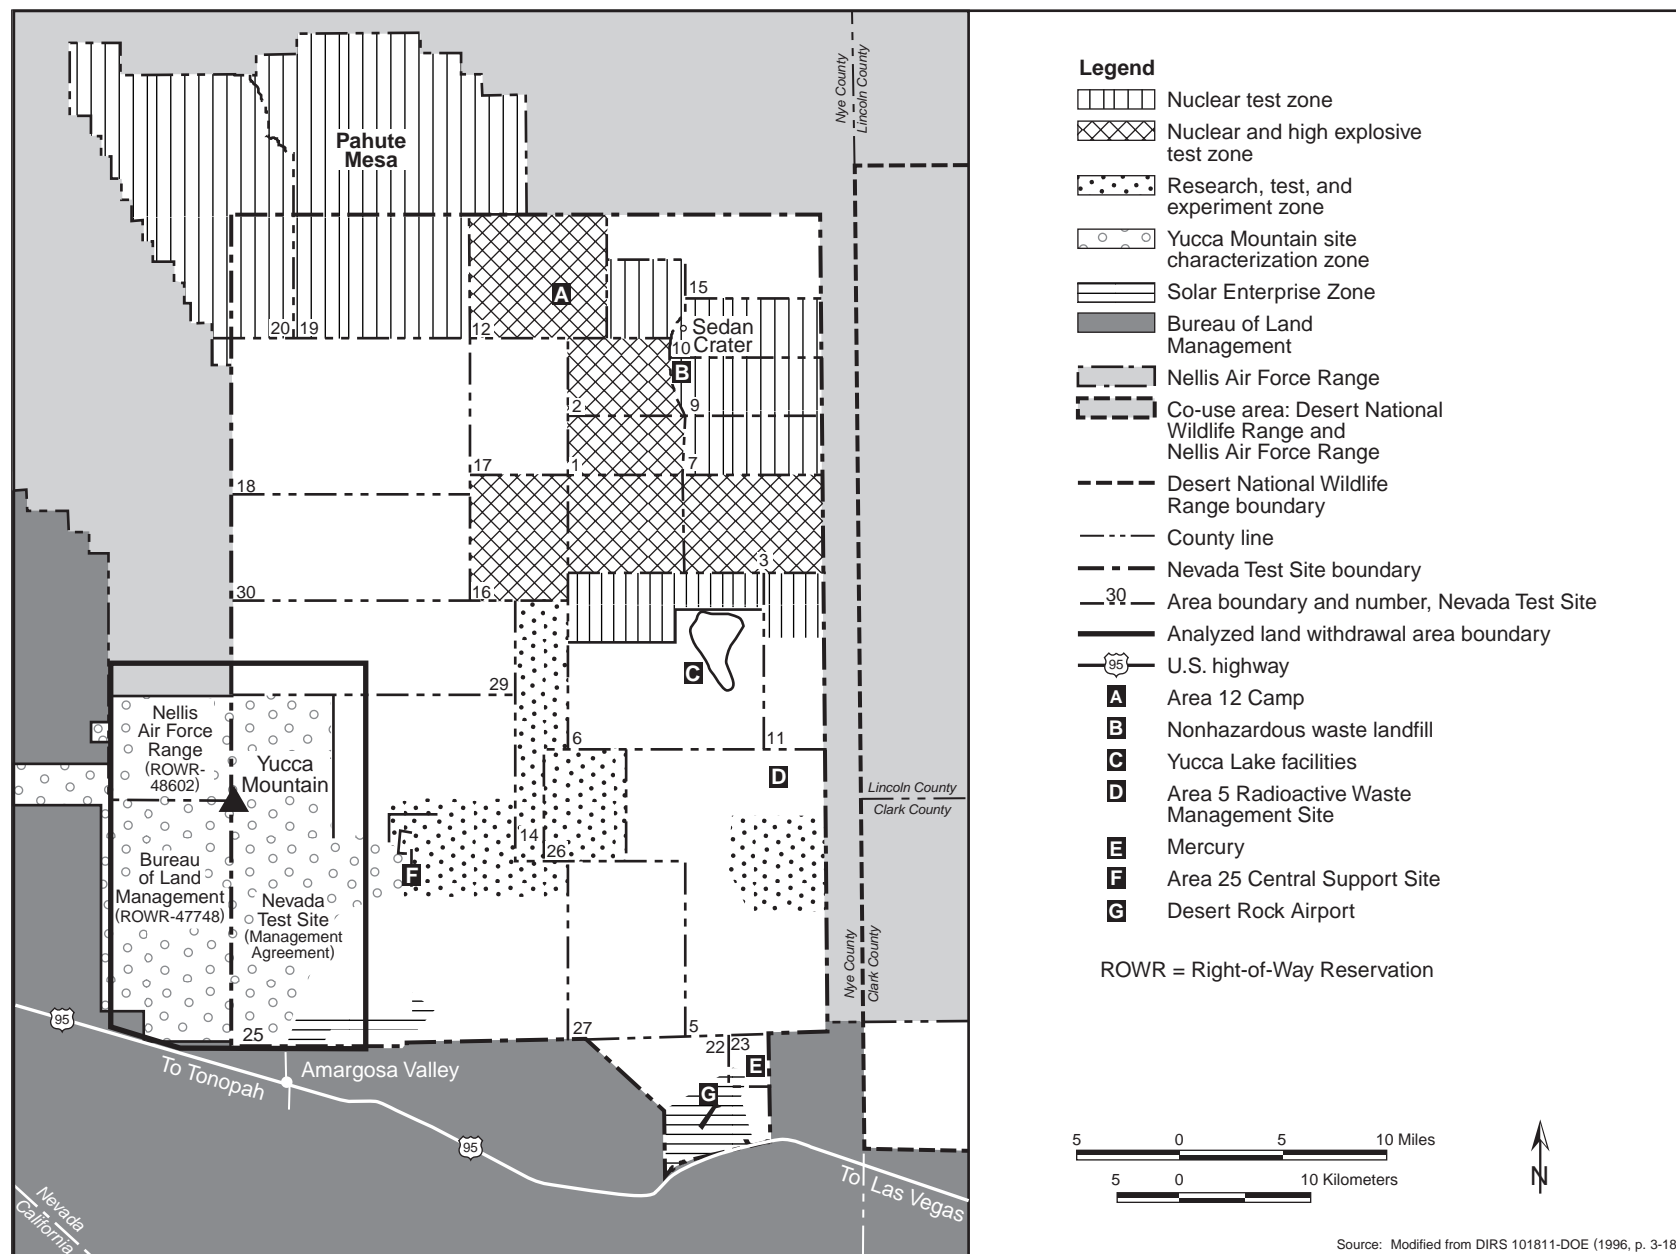 Nye County
Lincoln County
Pahute
Mesa
15
Sedan
Crater
A
20
19
12
10
B
2
9
17
1
7
18
3
30
16
C
29
Nellis
Air Force
Range
(ROWR-
48602)
6
11
Yucca
Mountain
D
Lincoln County
Clark County
14
26
Bureau
of Land
Management
(ROWR-47748)
F
Nevada
Test Site
(Management
Agreement)
Nye County
Clark County
95
25
27
5
22
23
E
To Tonopah
Amargosa Valley
G
95
To Las Vegas
Nevada
California
Legend
Nuclear test zone
Nuclear and high explosive
test zone
Research, test, and
experiment zone
Yucca Mountain site
characterization zone
Solar Enterprise Zone
Bureau of Land
Management
Nellis Air Force Range
Co-use area: Desert National
Wildlife Range and
Nellis Air Force Range
Desert National Wildlife
Range boundary
County line
Nevada Test Site boundary
30 Area boundary and number, Nevada Test Site
Analyzed land withdrawal area boundary
95 U.S. highway
A Area 12 Camp
B Nonhazardous waste landfill
C Yucca Lake facilities
D Area 5 Radioactive Waste
Management Site
E Mercury
F Area 25 Central Support Site
G Desert Rock Airport
ROWR = Right-of-Way Reservation
5 0 5 10 Miles
5 0 10 Kilometers
N
Source: Modified from DIRS 101811-DOE (1996, p. 3-18